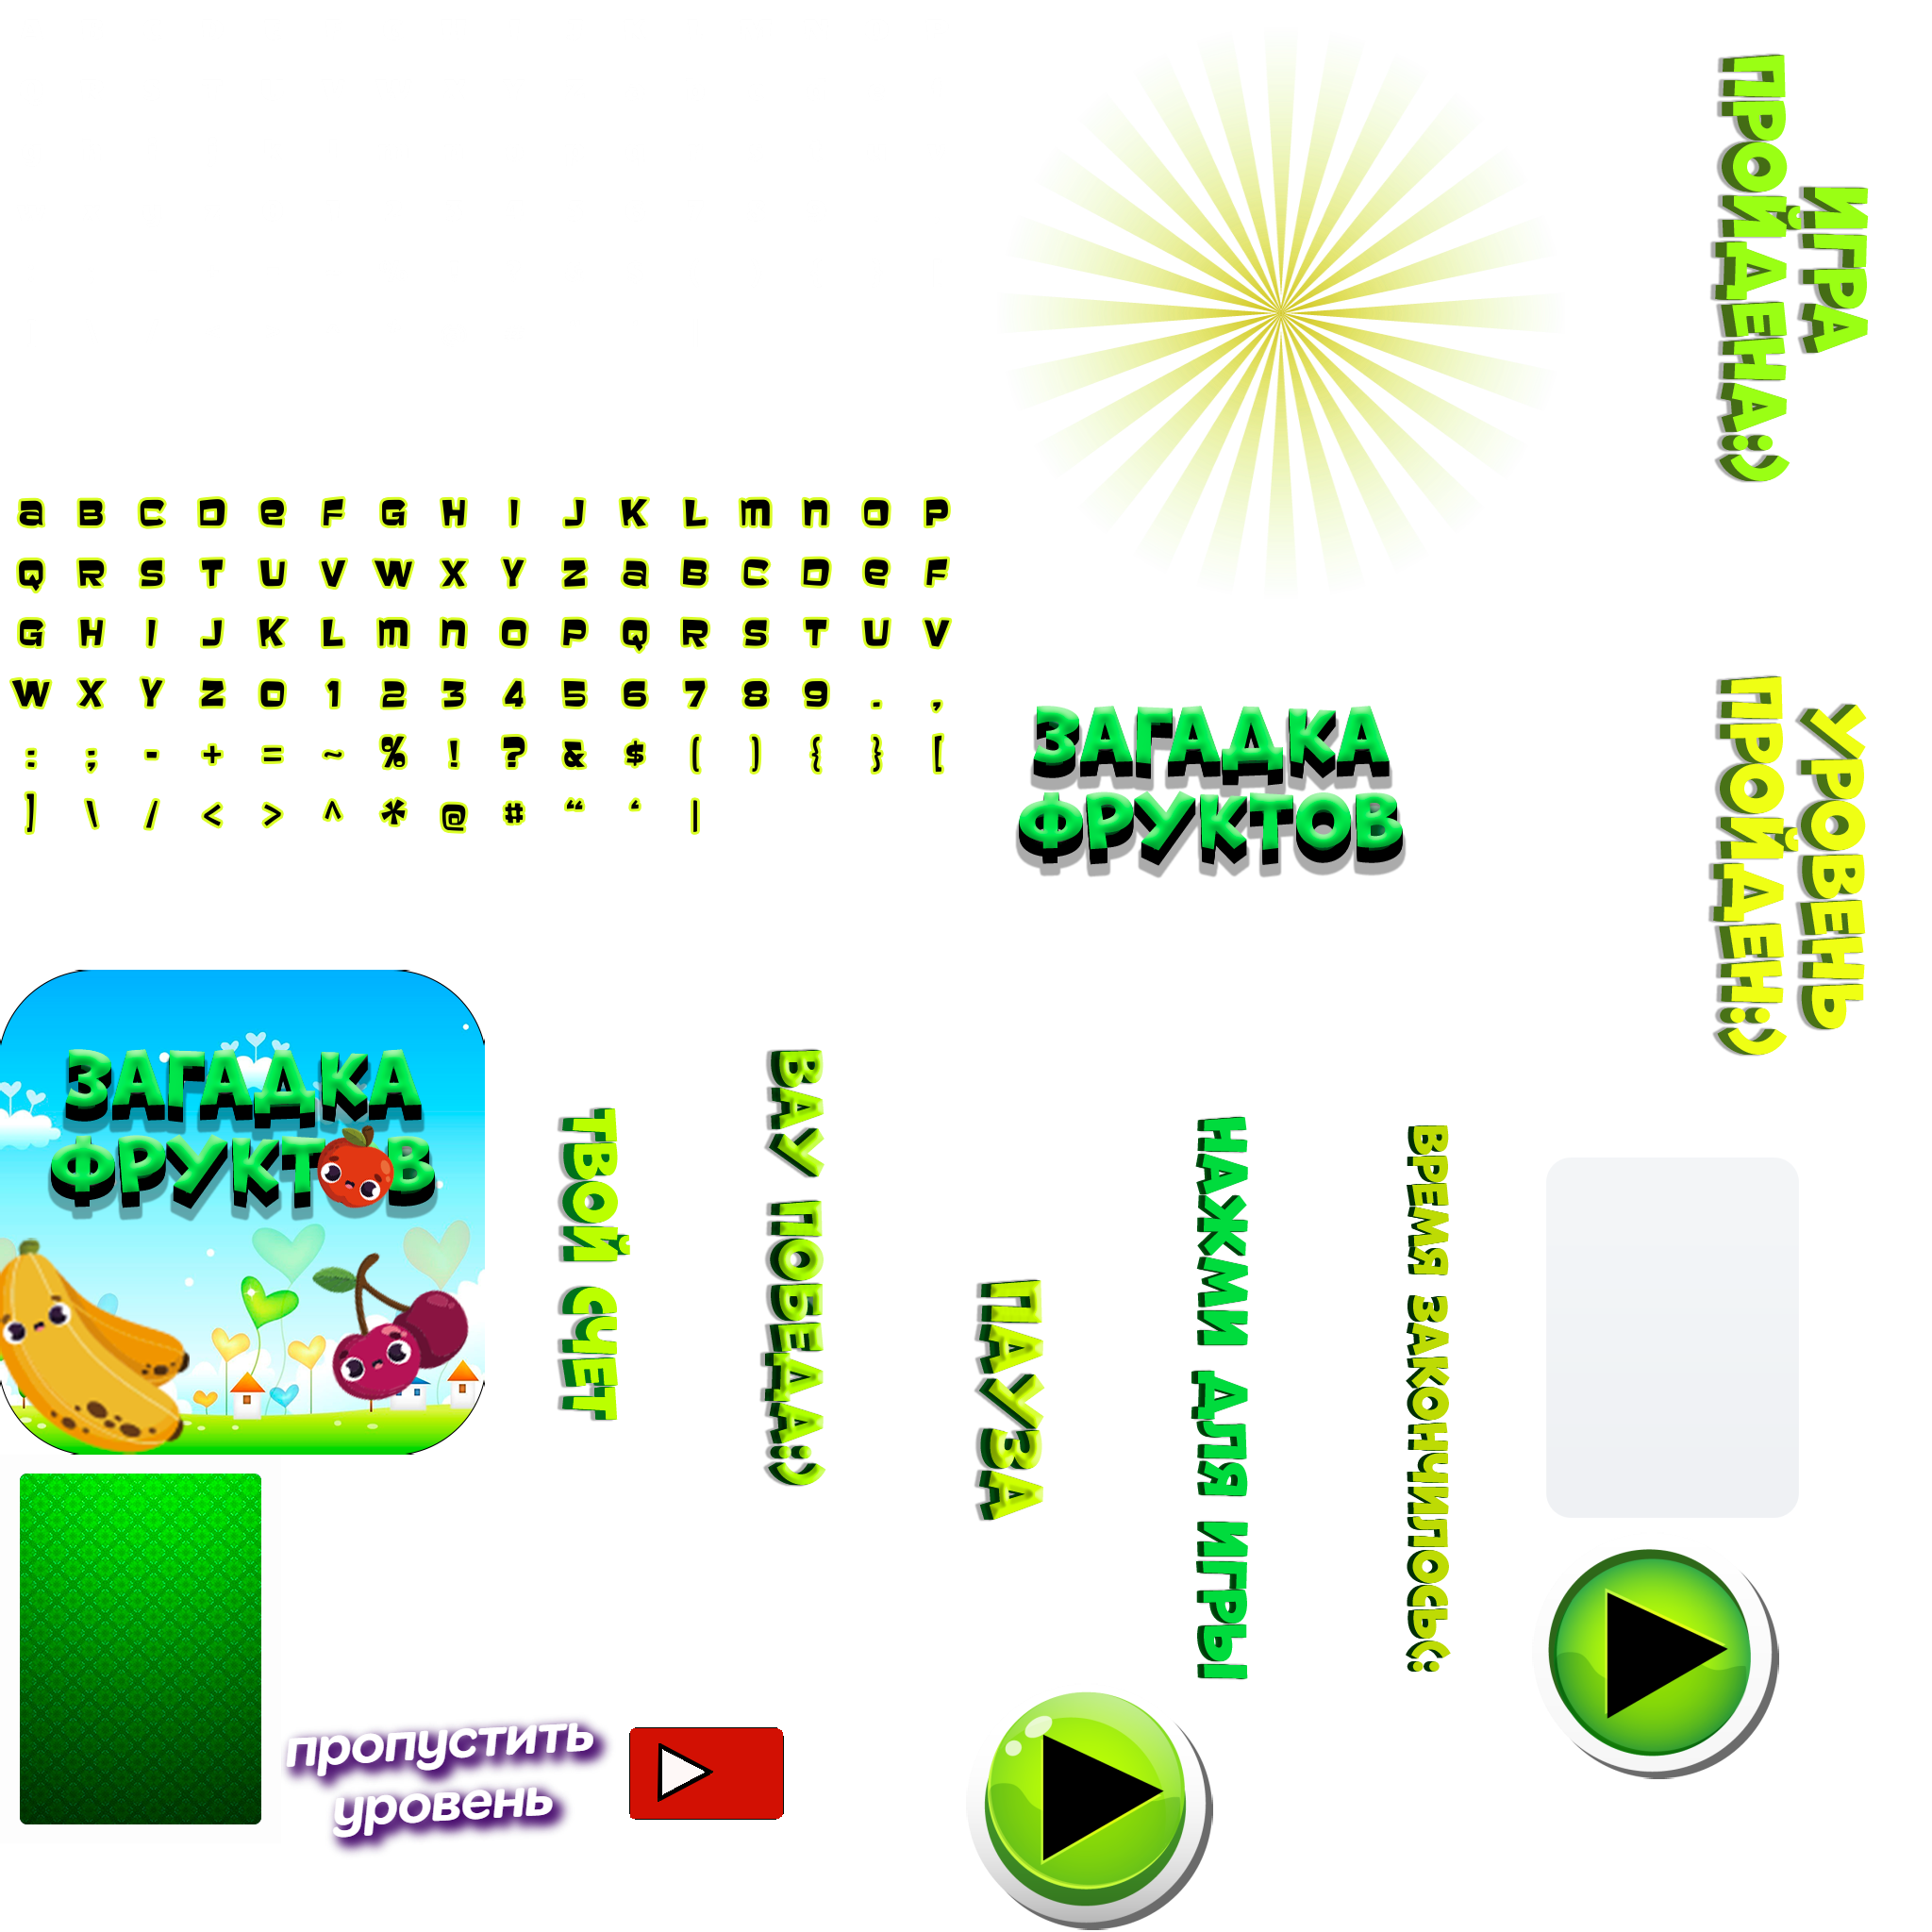 ИГРА
ПРОЙДЕНА:)
a B C D e F G H I J K L m n O P
Q R S T U V W X Y Z a B C D e F
G H I J K L m n O P Q R S T U V
W X Y Z 0 1 2 3 4 5 6 7 8 9 . ,
: ; - + = ~ % ! ? & $ ( ) { } [
] \ / < > ^ * @ # “ ‘ |
ЗАГАДКА
ФРУКТОВ
УРОВЕНЬ
ПРОЙДЕН:)
ЗАГАДКА
ФРУКТОВ
ТВОЙ СЧЕТ
ВАУ ПОБЕДА:)
ПАУЗА
НАЖМИ ДЛЯ ИГРЫ
ВРЕМЯ ЗАКОНЧИЛОСЬ(:
пропустить
уровень